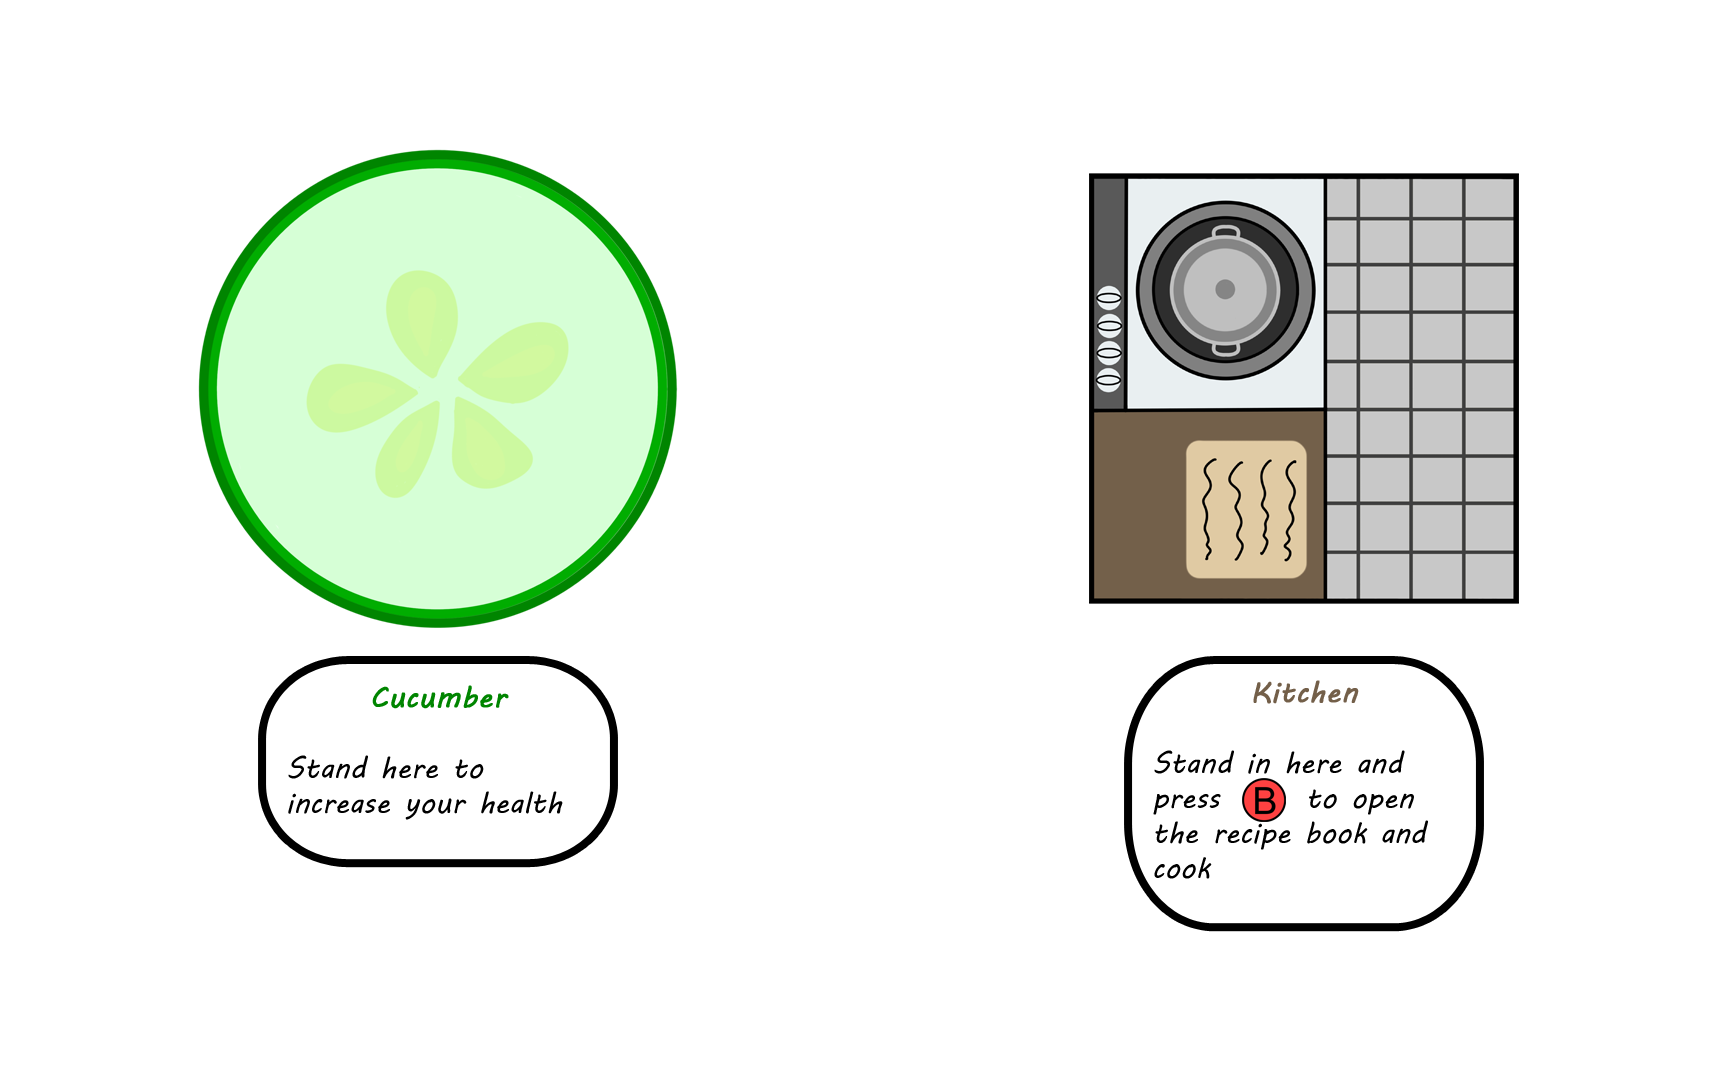 Cucumber
Stand here to
increase your health
Kitchen
Stand in here and
press B to open
the recipe book and
cook